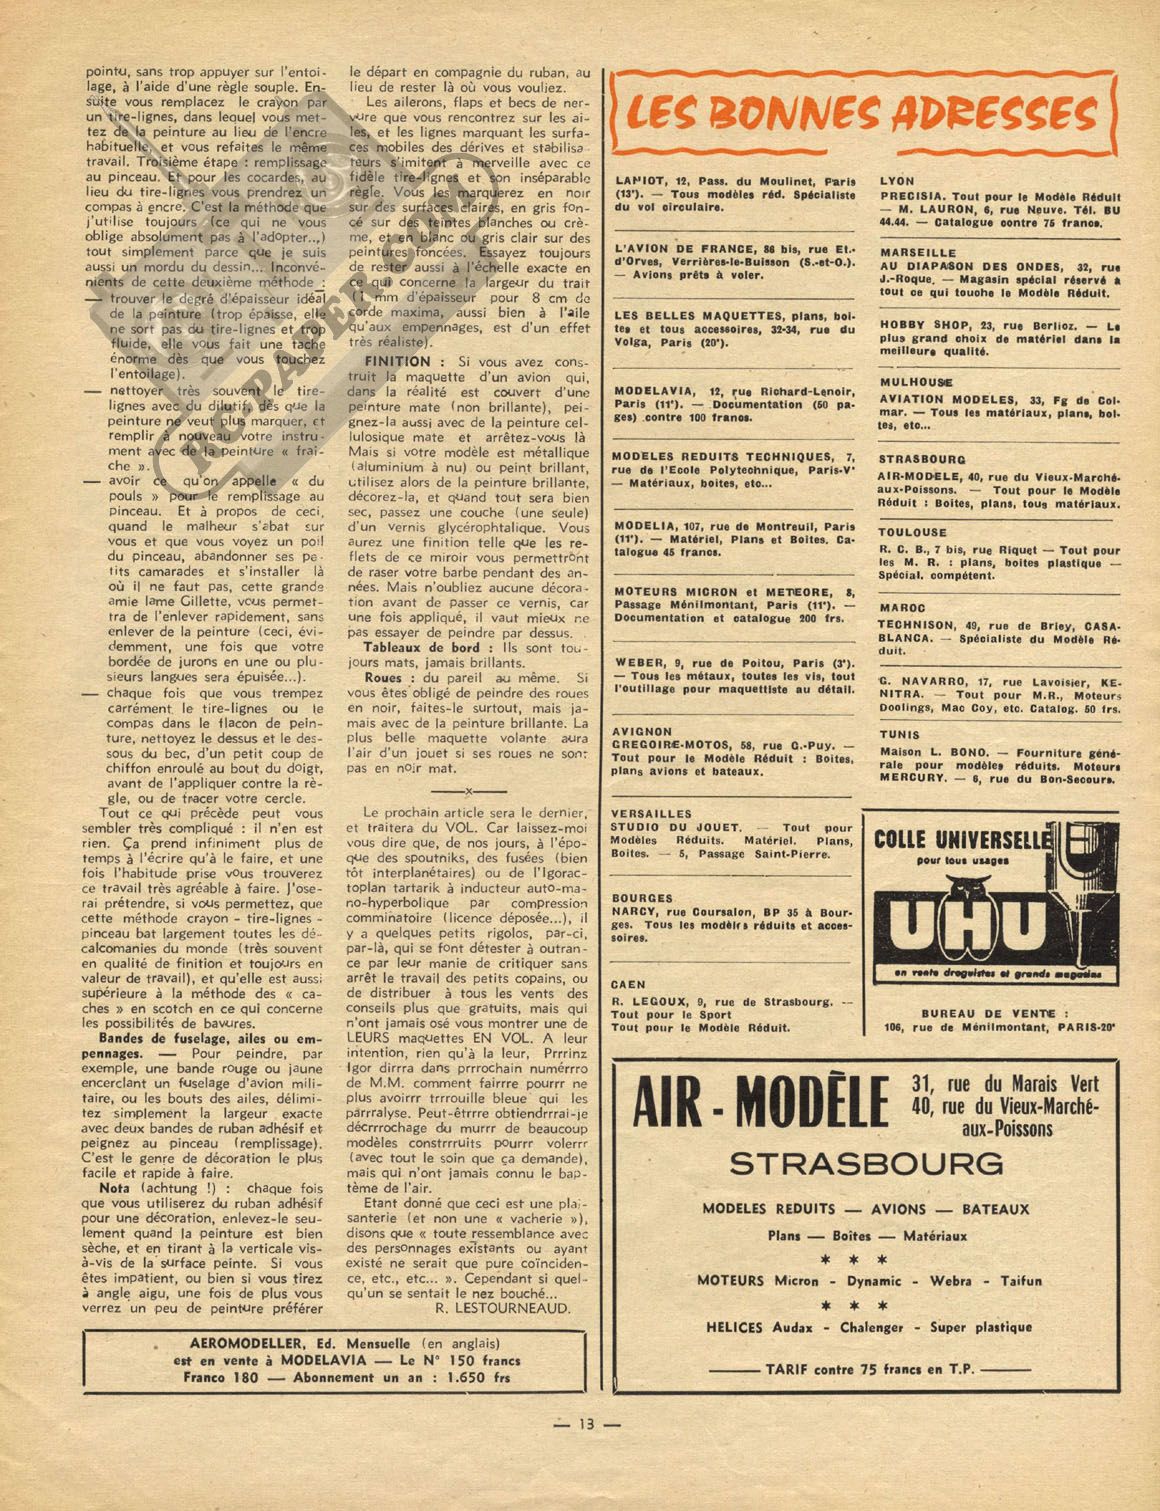 pointu, sans trop appuyer sur l'entoi-
lage, à l'aide d'une règle souple. En-
suite vous remplacez le crayon par
un tire-lignes, dans lequel vous met-
tez de la peinture au lieu de l'encre
habituelle, et vous refaites le même
travail. Troisième étape : remplissage
au pinceau. Et pour les cocardes, au
lieu du tire-lignes vous prendrez un
compas à encre. C'est la méthode que
j'utilise toujours (ce qui ne vous
oblige absolument pas à l'adopter...)
tout simplement parce que je suis
aussi un mordu du dessin... Inconvé-
nients de cette deuxième méthode :
— trouver le degré d'épaisseur idéal
de la peinture (trop épaisse, elle
ne sort pas du tire-lignes et trop
fluide, elle vous fait une tache
énorme dès que vous touchez
l'entoilage).
— nettoyer très souvent le tire-
lignes avec du dilutif dès que la
peinture ne veut plus marquer, et
remplir à nouveau votre instru-
ment avec de la peinture « fraî-
che ».
— avoir ce qu'on appelle « du
pouls » pour le remplissage au
pinceau. Et à propos de ceci,
quand le malheur s'abat sur
vous et que vous voyez un poil
du pinceau, abandonner ses pe-
tits camarades et s'installer là
où il ne faut pas, cette grande
amie lame Gillette, vous permet-
tra de l'enlever rapidement, sans
enlever de la peinture (ceci, évi-
demment, une fois que votre
bordée de jurons en une ou plu-
sieurs langues sera épuisée...).
— chaque fois que vous trempez
carrément le tire-lignes ou le
compas dans le flacon de pein-
ture, nettoyez le dessus et le des-
sous du bec, d'un petit coup de
chiffon enroulé au bout du doigt,
avant de l'appliquer contre la rè-
gle, ou de tracer votre cercle.
Tout ce qui précède peut vous
sembler très compliqué : il n'en est
rien. Ça prend infiniment plus de
temps à l'écrire qu'à le faire, et une
fois l'habitude prise vous trouverez
ce travail très agréable à faire. J'ose-
rai prétendre, si vous permettez, que
cette méthode crayon - tire-lignes -
pinceau bat largement toutes les dé-
calcomanies du monde (très souvent
en qualité de finition et toujours en
valeur de travail), et qu'elle est aussi
supérieure à la méthode des « ca-
ches » en scotch en ce qui concerne
les possibilités de bavures.
Bandes de fuselage, ailes ou em-
pennages. — Pour peindre, par
exemple, une bande rouge ou jaune
encerclant un fuselage d'avion mili-
taire, ou les bouts des ailes, délimi-
tez simplement la largeur exacte
avec deux bandes de ruban adhésif et
peignez au pinceau (remplissage).
C'est le genre de décoration le plus
facile et rapide à faire.
Nota (achtung !) : chaque fois
que vous utiliserez du ruban adhésif
pour une décoration, enlevez-le seu-
lement quand la peinture est bien
sèche, et en tirant à la verticale vis-
à-vis de la surface peinte. Si vous
êtes impatient, ou bien si vous tirez
à angle aigu, une fois de plus vous
verrez un peu de peinture préférer
le départ en compagnie du ruban, au
lieu de rester là où vous vouliez.
Les ailerons, flaps et becs de ner-
vure que vous rencontrez sur les ai-
les, et les lignes marquant les surfa-
ces mobiles des dérives et stabilisa-
teurs s'imitent à merveille avec ce
fidèle tire-lignes et son inséparable
règle. Vous les marquerez en noir
sur des surfaces claires, en gris fon-
cé sur des teintes blanches ou crè-
me, et en blanc ou gris clair sur des
peintures foncées. Essayez toujours
de rester aussi à l'échelle exacte en
ce qui concerne la largeur du trait
(1 mm d'épaisseur pour 8 cm de
corde maxima, aussi bien à l'aile
qu'aux empennages, est d'un effet
très réaliste).
FINITION : Si vous avez cons-
truit la maquette d'un avion qui,
dans la réalité est couvert d'une
peinture mate (non brillante), pei-
gnez-la aussi avec de la peinture cel-
lulosique mate et arrêtez-vous là
Mais si votre modèle est métallique
(aluminium à nu) ou peint brillant,
utilisez alors de la peinture brillante,
décorez-la, et quand tout sera bien
sec, passez une couche (une seule)
d'un vernis glycérophtalique. Vous
aurez une finition telle que les re-
flets de ce miroir vous permettront
de raser votre barbe pendant des an-
nées. Mais n'oubliez aucune décora-
tion avant de passer ce vernis, car
une fois appliqué, il vaut mieux ne
pas essayer de peindre par dessus.
Tableaux de bord : Ils sont tou-
jours mats, jamais brillants.
Roues : du pareil au même. Si
vous êtes obligé de peindre des roues
en noir, faites-le surtout, mais ja-
mais avec de la peinture brillante. La
plus belle maquette volante aura
l'air d'un jouet si ses roues ne sont
pas en noir mat.
—x—
Le prochain article sera le dernier,
et traitera du VOL. Car laissez-moi
vous dire que, de nos jours, à l'épo-
que des spoutniks, des fusées (bien
tôt interplanétaires) ou de l'Igorac-
toplan tartarik à inducteur auto-ma-
no-hyperbolique par compression
comminatoire (licence déposée...), il
y a quelques petits rigolos, par-ci,
par-là, qui se font détester à outran-
ce par leur manie de critiquer sans
arrêt le travail des petits copains, ou
de distribuer à tous les vents des
conseils plus que gratuits, mais qui
n'ont jamais osé vous montrer une de
LEURS maquettes EN VOL. A leur
intention, rien qu'à la leur, Prrrinz
Igor dirrra dans prrrochain numérrro
de M.M. comment fairrre pourrr ne
plus avoirrr trrrouille bleue qui les
parrralyse. Peut-êtrrre obtiendrrrai-je
décrrrochage du murrr de beaucoup
modèles constrrruits pourrr volerrr
(avec tout le soin que ça demande),
mais qui n'ont jamais connu le bap-
tème de l'air.
Etant donné que ceci est une plai-
santerie (et non une « vacherie »),
disons que « toute ressemblance avec
des personnages existants ou ayant
existé ne serait que pure coïnciden-
ce, etc., etc... ». Cependant si quel-
qu'un se sentait le nez bouché...
R. LESTOURNEAUD.
AEROMODELLER, Ed. Mensuelle (en anglais)
est en vente à MODELAVIA — Le N° 150 francs
Franco 180 — Abonnement un an : 1.650 frs
LES BONNES ADRESSES
LANIOT, 12, Pass. du Moulinet, Paris
(13°). — Tous modèles réd. Spécialiste
du vol circulaire.
L'AVION DE FRANCE, 86 bis, rue Et.-
d'Orves, Verrières-le-Buisson (S.-et-O.).
— Avions prêts à voler.
LES BELLES MAQUETTES, plans, boi-
tes et tous accessoires, 32-34, rue du
Volga, Paris (20°).
MODELAVIA, 12, rue Richard-Lenoir,
Paris (11°). — Documentation (50 pa-
ges) contre 100 francs.
MODELES REDUITS TECHNIQUES, 7,
rue de l'Ecole Polytechnique, Paris-V°
— Matériaux, boites, etc...
MODELIA, 107, rue de Montreuil, Paris
(11°). — Matériel, Plans et Boites. Ca-
talogue 45 francs.
MOTEURS MICRON et METEORE, 8,
Passage Ménilmontant, Paris (11°). —
Documentation et catalogue 200 frs.
WEBER, 9, rue de Poitou, Paris (3°).
— Tous les métaux, toutes les vis, tout
l'outillage pour maquettiste au détail.
AVIGNON
GREGOIRE-MOTOS, 58, rue G.-Puy. —
Tout pour le Modèle Réduit : Boites,
plans avions et bateaux.
VERSAILLES
STUDIO DU JOUET. — Tout pour
Modèles Réduits. Matériel. Plans,
Boites. — 5, Passage Saint-Pierre.
BOURGES
NARCY, rue Coursalon, BP 35 à Bour-
ges. Tous les modèles réduits et acces-
soires.
CAEN
R. LEGOUX, 9, rue de Strasbourg. —
Tout pour le Sport
Tout pour le Modèle Réduit.
LYON
PRECISIA. Tout pour le Modèle Réduit
— M. LAURON, 6, rue Neuve. Tél. BU
44.44. — Catalogue contre 75 francs.
MARSEILLE
AU DIAPASON DES ONDES, 32, rue
J.-Roque. — Magasin spécial réservé à
tout ce qui touche le Modèle Réduit.
HOBBY SHOP, 23, rue Berlioz. — Le
plus grand choix de matériel dans la
meilleure qualité.
MULHOUSE
AVIATION MODELES, 33, Fg de Col-
mar. — Tous les matériaux, plans, boi-
tes, etc...
STRASBOURG
AIR-MODELE, 40, rue du Vieux-Marché-
aux-Poissons. — Tout pour le Modèle
Réduit : Boites, plans, tous matériaux.
TOULOUSE
R. C. B., 7 bis, rue Riquet — Tout pour
les M. R. : plans, boites plastique —
Spécial. compétent.
MAROC
TECHNISON, 49, rue de Briey, CASA-
BLANCA. — Spécialiste du Modèle Ré-
duit.
G. NAVARRO, 17, rue Lavoisier, KE-
NITRA. — Tout pour M.R., Moteurs
Doolings, Mac Coy, etc. Catalog. 50 frs.
TUNIS
Maison L. BONO. — Fourniture géné-
rale pour modèles réduits. Moteurs
MERCURY. — 6, rue du Bon-Secours.
COLLE UNIVERSELLE
pour tous usages
UHU
en vente droguistes et grands magasins
BUREAU DE VENTE :
106, rue de Ménilmontant, PARIS-20°
AIR - MODÈLE
31, rue du Marais Vert
40, rue du Vieux-Marché-
aux-Poissons
STRASBOURG
MODELES REDUITS — AVIONS — BATEAUX
Plans — Boites — Matériaux
* * *
MOTEURS Micron - Dynamic - Webra - Taifun
* * *
HELICES Audax - Chalenger - Super plastique
TARIF contre 75 francs en T.P.
— 13 —
RCPAPER.COM